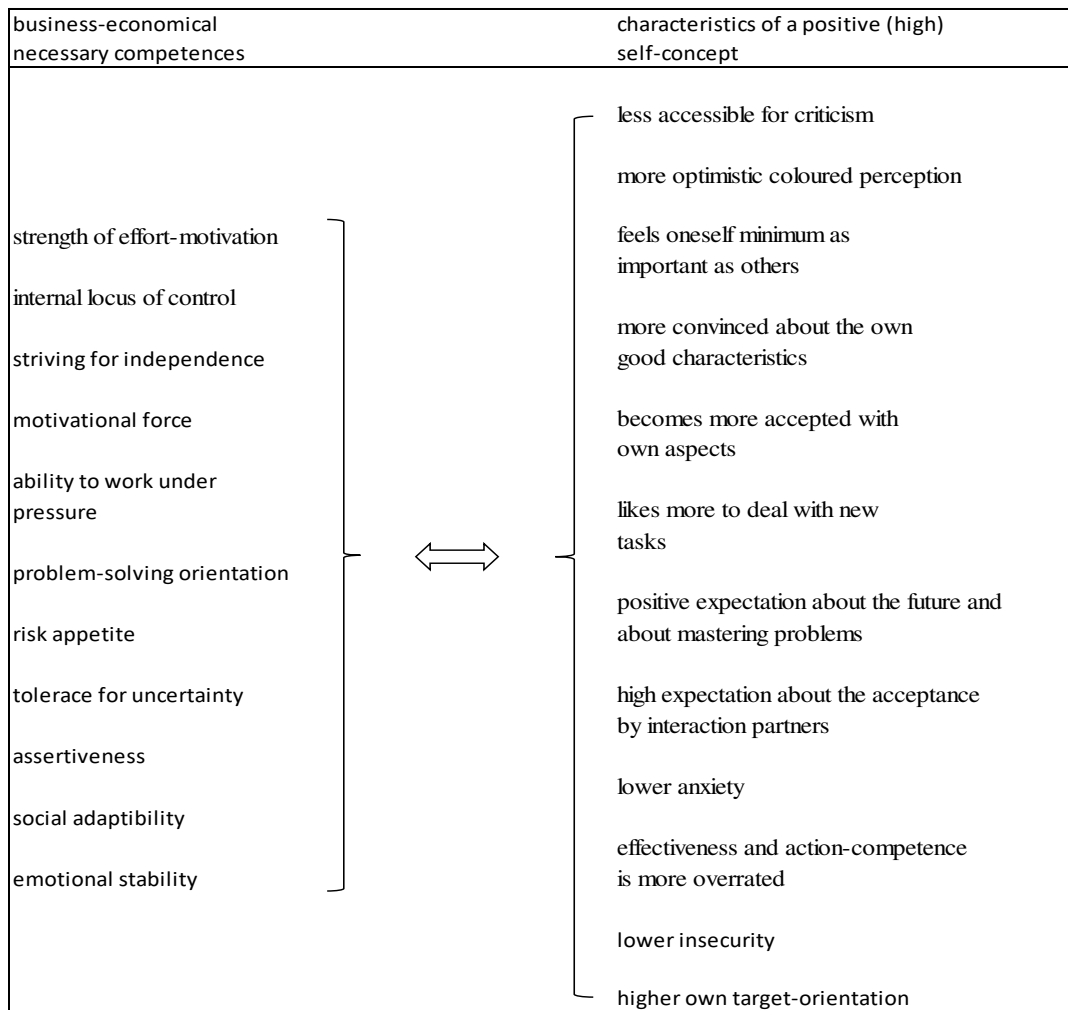 business-economical
necessary competences
characteristics of a positive (high)
self-concept
strength of effort-motivation
internal locus of control
striving for independence
motivational force
ability to work under
pressure
problem-solving orientation
risk appetite
tolerace for uncertainty
assertiveness
social adaptibility
emotional stability
less accessible for criticism
more optimistic coloured perception
feels oneself minimum as
important as others
more convinced about the own
good characteristics
becomes more accepted with
own aspects
likes more to deal with new
tasks
positive expectation about the future and
about mastering problems
high expectation about the acceptance
by interaction partners
lower anxiety
effectiveness and action-competence
is more overrated
lower insecurity
higher own target-orientation